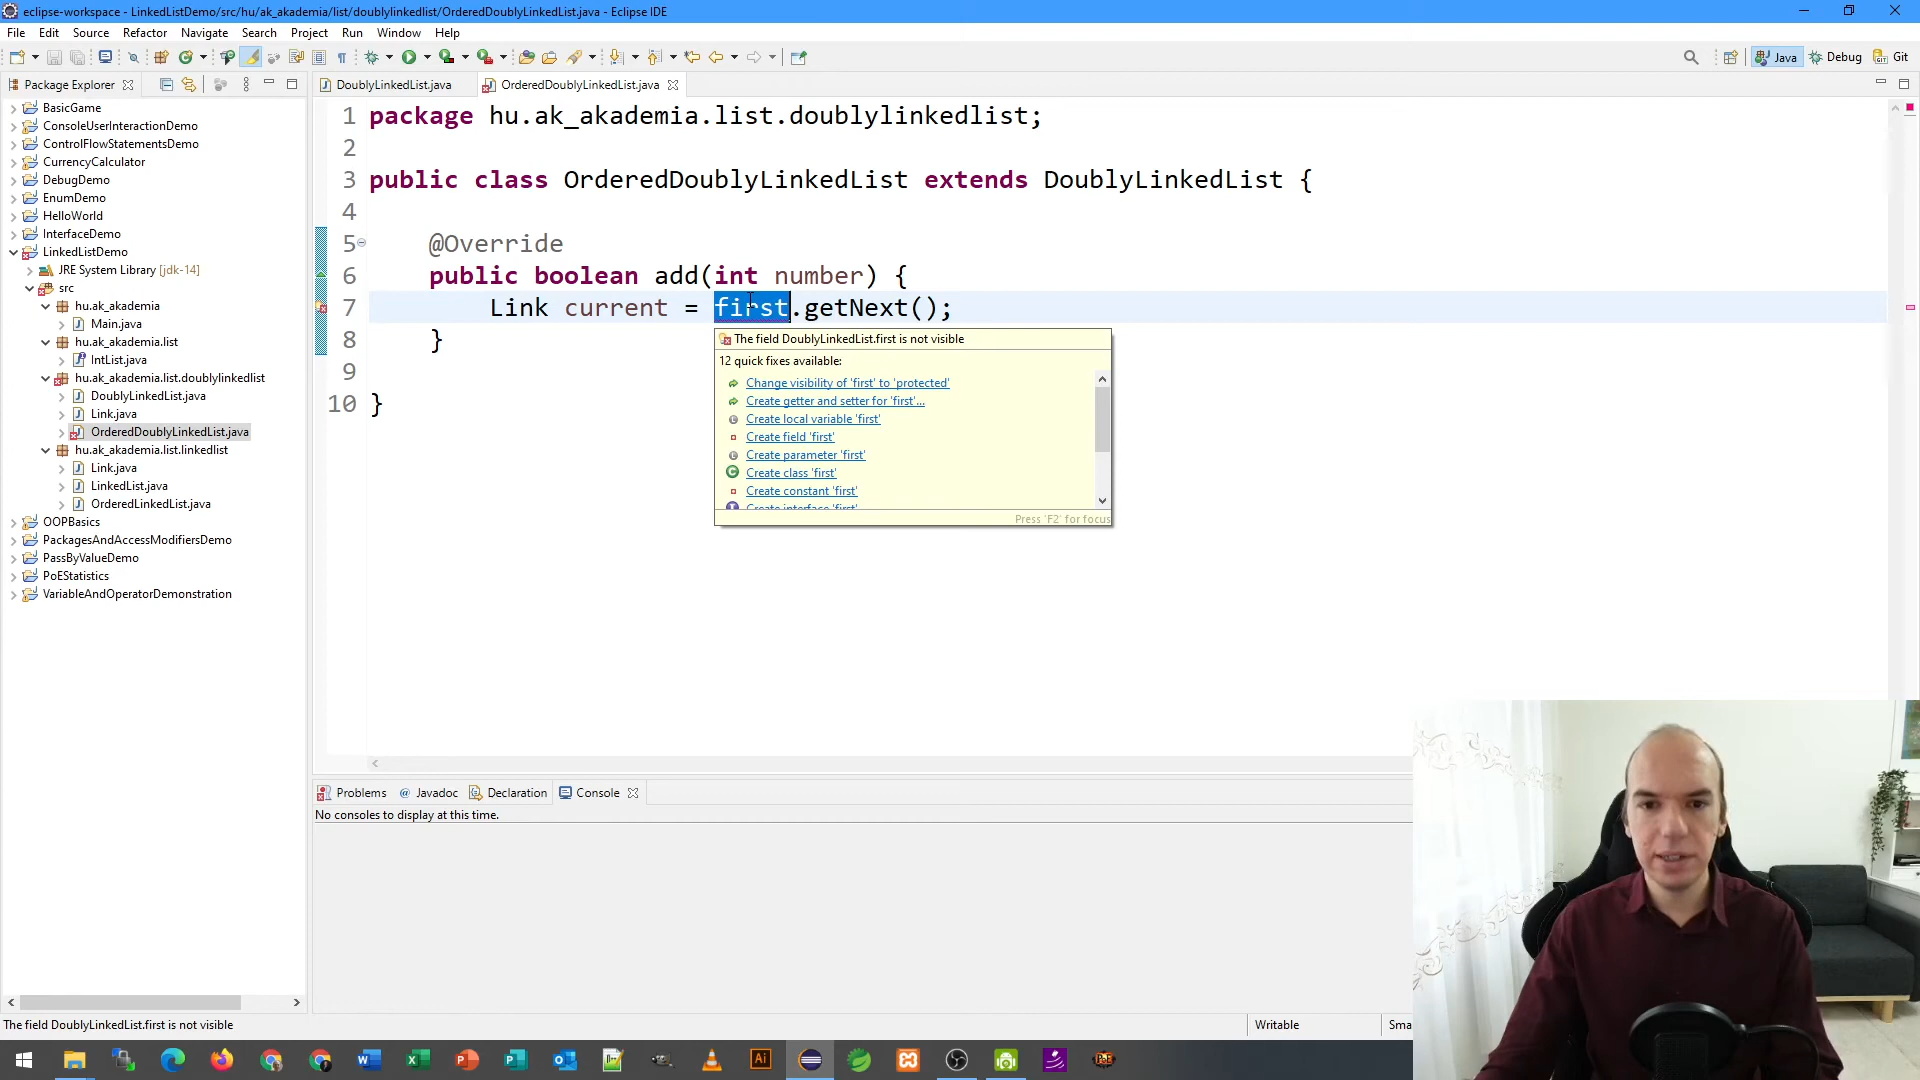 eclipse-workspace - LinkedListDemo/src/hu/ak_akademia/list/doublylinkedlist/OrderedDoublyLinkedList.java - Eclipse IDE
File Edit Source Refactor Navigate Search Project Run Window Help
Java Debug Git
Package Explorer
DoublyLinkedList.java OrderedDoublyLinkedList.java
BasicGame
ConsoleUserInteractionDemo
ControlFlowStatementsDemo
CurrencyCalculator
DebugDemo
EnumDemo
HelloWorld
InterfaceDemo
LinkedListDemo
JRE System Library [jdk-14]
src
hu.ak_akademia
Main.java
hu.ak_akademia.list
IntList.java
hu.ak_akademia.list.doublylinkedlist
DoublyLinkedList.java
Link.java
OrderedDoublyLinkedList.java
hu.ak_akademia.list.linkedlist
Link.java
LinkedList.java
OrderedLinkedList.java
OOPBasics
PackagesAndAccessModifiersDemo
PassByValueDemo
PoEStatistics
VariableAndOperatorDemonstration
1 package hu.ak_akademia.list.doublylinkedlist;
2
3 public class OrderedDoublyLinkedList extends DoublyLinkedList {
4
5 @Override
6 public boolean add(int number) {
7 Link current = first.getNext();
8 }
9
10 }
The field DoublyLinkedList.first is not visible
12 quick fixes available:
Change visibility of 'first' to 'protected'
Create getter and setter for 'first'...
Create local variable 'first'
Create field 'first'
Create parameter 'first'
Create class 'first'
Create constant 'first'
Create interface 'first'
Press 'F2' for focus
Problems Javadoc Declaration Console
No consoles to display at this time.
The field DoublyLinkedList.first is not visible
Writable
Sma